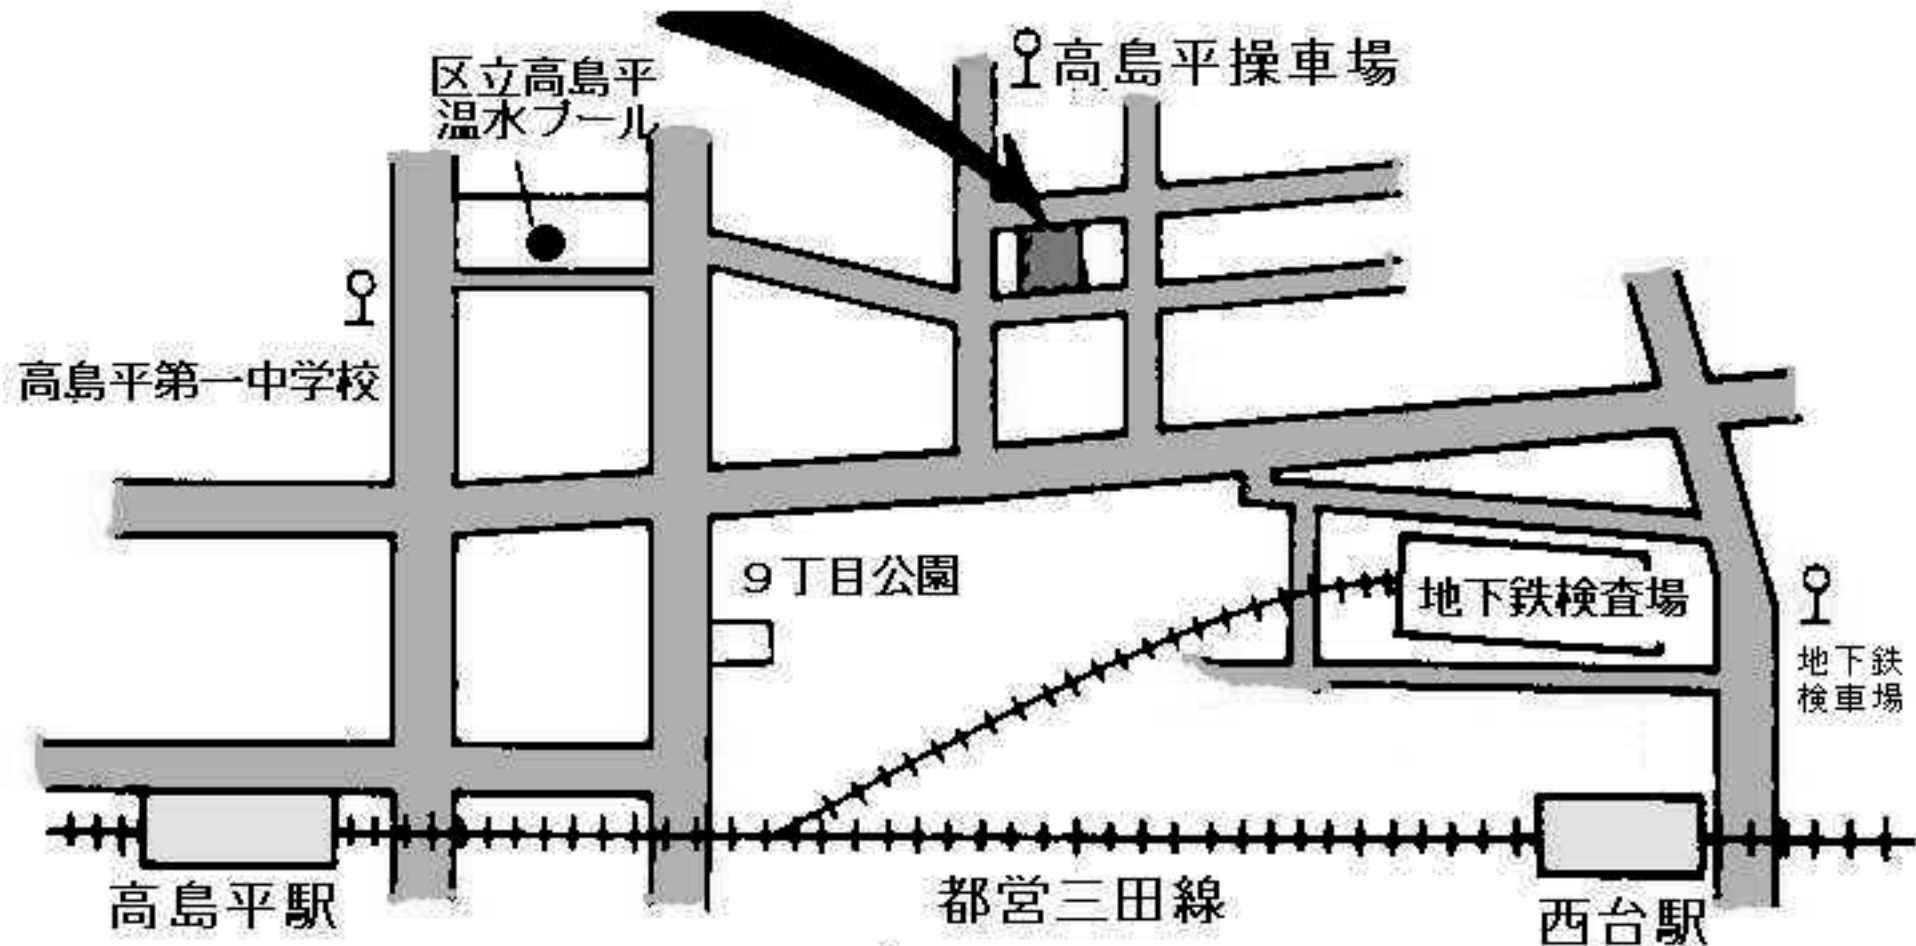 高島平操車場
区立高島平
温水プール
高島平第一中学校
9丁目公園
地下鉄検査場
地下鉄
検車場
高島平駅
都営三田線
西台駅